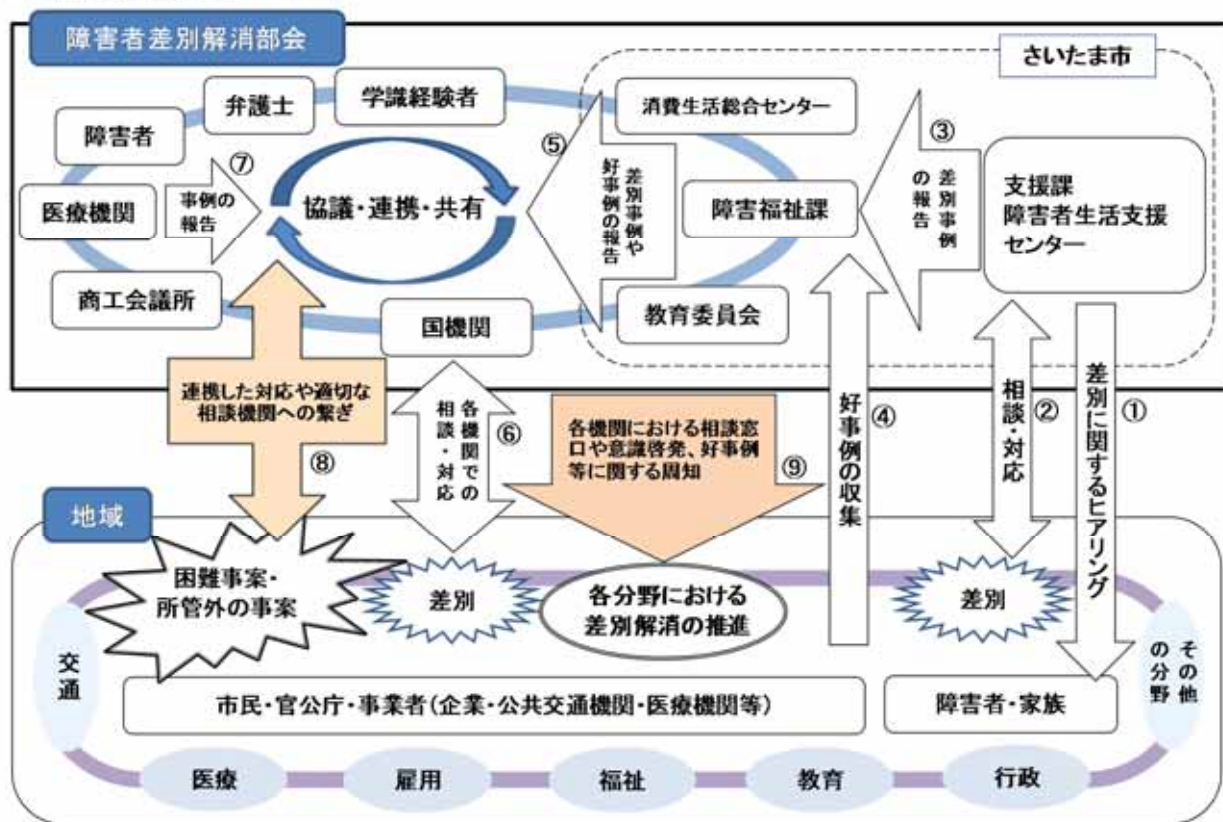 障害者差別解消部会
さいたま市
学識経験者
弁護士
障害者
医療機関
商工会議所
国機関
消費生活総合センター
障害福祉課
教育委員会
協議・連携・共有
⑦
事例の
報告
⑤
差別事例や
好事例の報告
③
差別事例
の報告
支援課
障害者生活支援
センター
連携した対応や適切な
相談機関への繋ぎ
⑧
各機関での
相談・対応
⑥
各機関における相談窓
口や意識啓発、好事例
等に関する周知
⑨
好事例の収集
④
相談・対応
②
差別に関するヒアリング
①
地域
困難事案・
所管外の事案
差別
各分野における
差別解消の推進
差別
交通
その他
の分野
市民・官公庁・事業者(企業・公共交通機関・医療機関等)
障害者・家族
医療
雇用
福祉
教育
行政